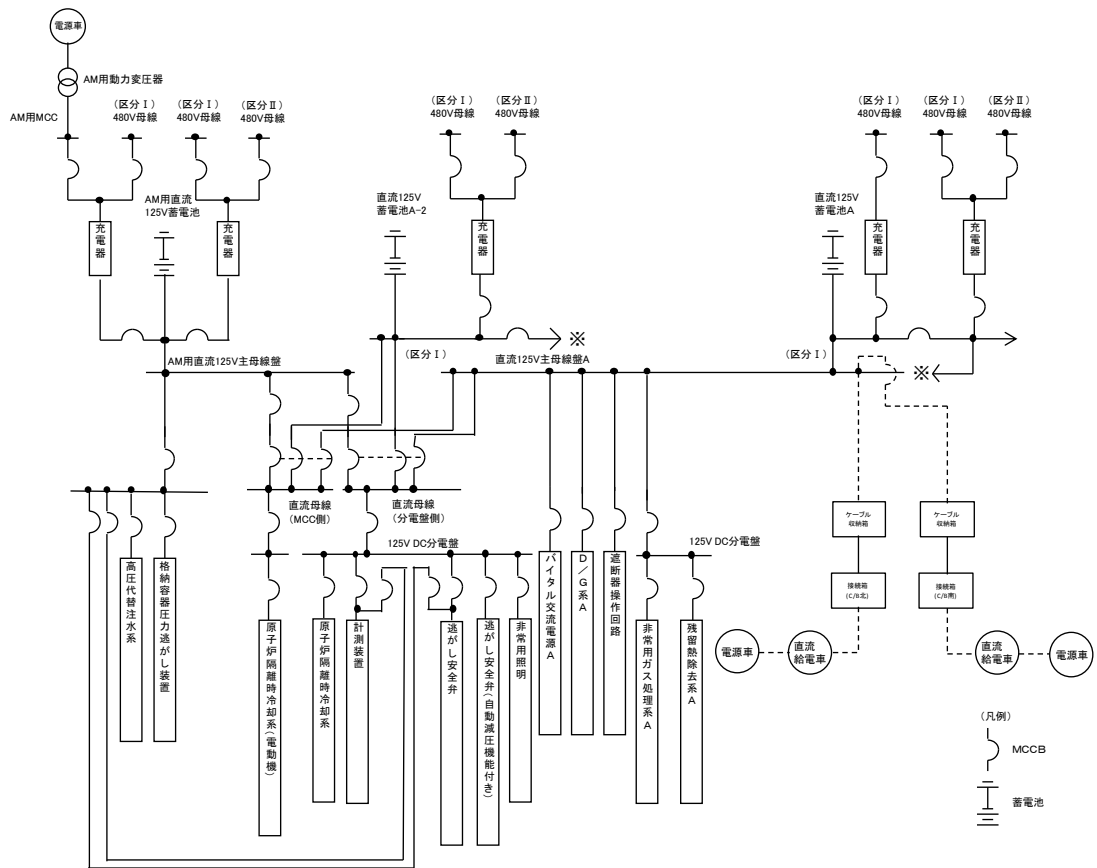 電源車
AM用動力変圧器
AM用MCC
(区分Ⅰ)
480V母線
(区分Ⅰ)
480V母線
(区分Ⅱ)
480V母線
(区分Ⅰ)
480V母線
(区分Ⅱ)
480V母線
(区分Ⅰ)
480V母線
(区分Ⅰ)
480V母線
(区分Ⅱ)
480V母線
AM用直流
125V蓄電池
直流125V
蓄電池A-2
直流125V
蓄電池A
充電器
充電器
充電器
充電器
充電器
※
(区分Ⅰ)
直流125V主母線盤A
(区分Ⅰ)
AM用直流125V主母線盤
※
直流母線
(MCC側)
直流母線
(分電盤側)
125V DC分電盤
125V DC分電盤
高圧代替注水系
格納容器圧力逃がし装置
原子炉隔離時冷却系(電動機)
原子炉隔離時冷却系
計測装置
逃がし安全弁
逃がし安全弁(自動減圧機能付き)
非常用照明
バイタル交流電源A
D/G系A
遮断器操作回路
非常用ガス処理系A
残留熱除去系A
ケーブル
収納箱
ケーブル
収納箱
接続箱
(C/B北)
接続箱
(C/B南)
電源車
直流
給電車
直流
給電車
電源車
(凡例)
MCCB
蓄電池